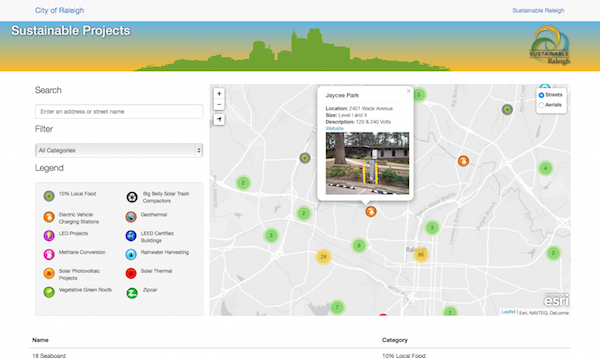 City of Raleigh
Sustainable Raleigh
Sustainable Projects
SUSTAINABLE
Raleigh
Search
Enter an address or street name
Filter
All Categories
Legend
10% Local Food
Big Belly Solar Trash Compactors
Electric Vehicle Charging Stations
Geothermal
LED Projects
LEED Certified Buildings
Methane Conversion
Rainwater Harvesting
Solar Photovoltaic Projects
Solar Thermal
Vegetative Green Roofs
Zipcar
+
−
Jaycee Park
×
Location: 2401 Wade Avenue
Size: Level I and II
Description: 120 & 240 Volts
Website
Streets
Aerials
2
4
2
3
2
3
6
29
86
2
7
2
Raleigh
esri
Leaflet | Esri, NAVTEQ, DeLorme
Name
Category
18 Seaboard
10% Local Food